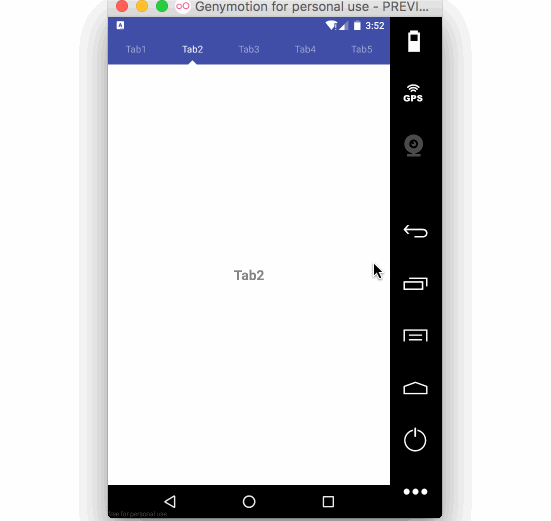 Genymotion for personal use - PREVI...
A
3:52
Tab1 Tab2 Tab3 Tab4 Tab5
GPS
Tab2
free for personal use